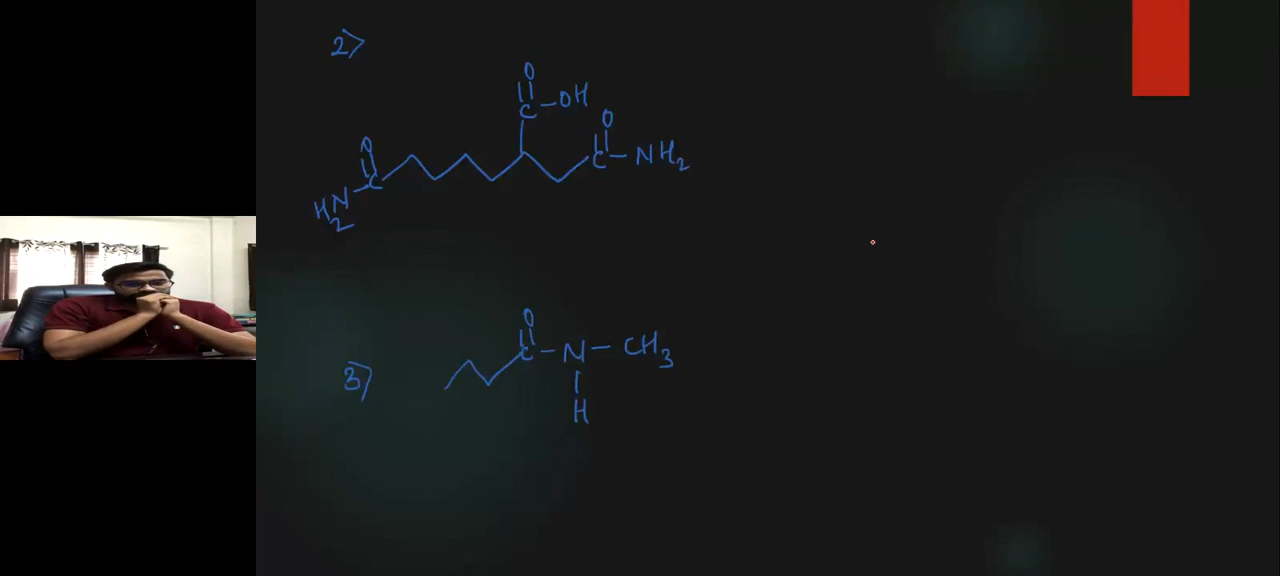 2)
O
||
C-OH
O
||
C-NH2
O
||
C
H2N
3)
O
||
C-N-CH3
|
H